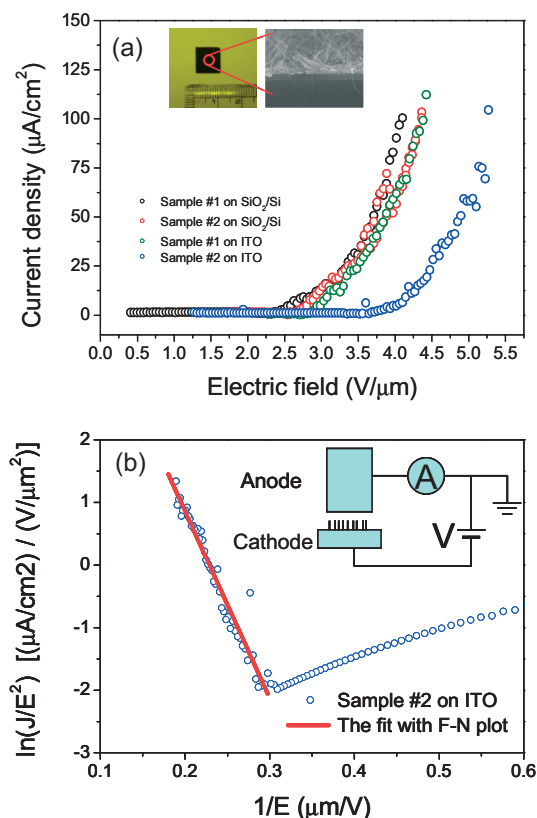 (a)
150
125
100
75
50
25
0
Current density (μA/cm²)
Sample #1 on SiO₂/Si
Sample #2 on SiO₂/Si
Sample #1 on ITO
Sample #2 on ITO
0.0 0.5 1.0 1.5 2.0 2.5 3.0 3.5 4.0 4.5 5.0 5.5
Electric field (V/μm)
(b)
2
1
0
-1
-2
-3
ln(J/E²) [(μA/cm2) / (V/μm²)]
Anode
A
Cathode
V
Sample #2 on ITO
The fit with F-N plot
0.1 0.2 0.3 0.4 0.5 0.6
1/E (μm/V)